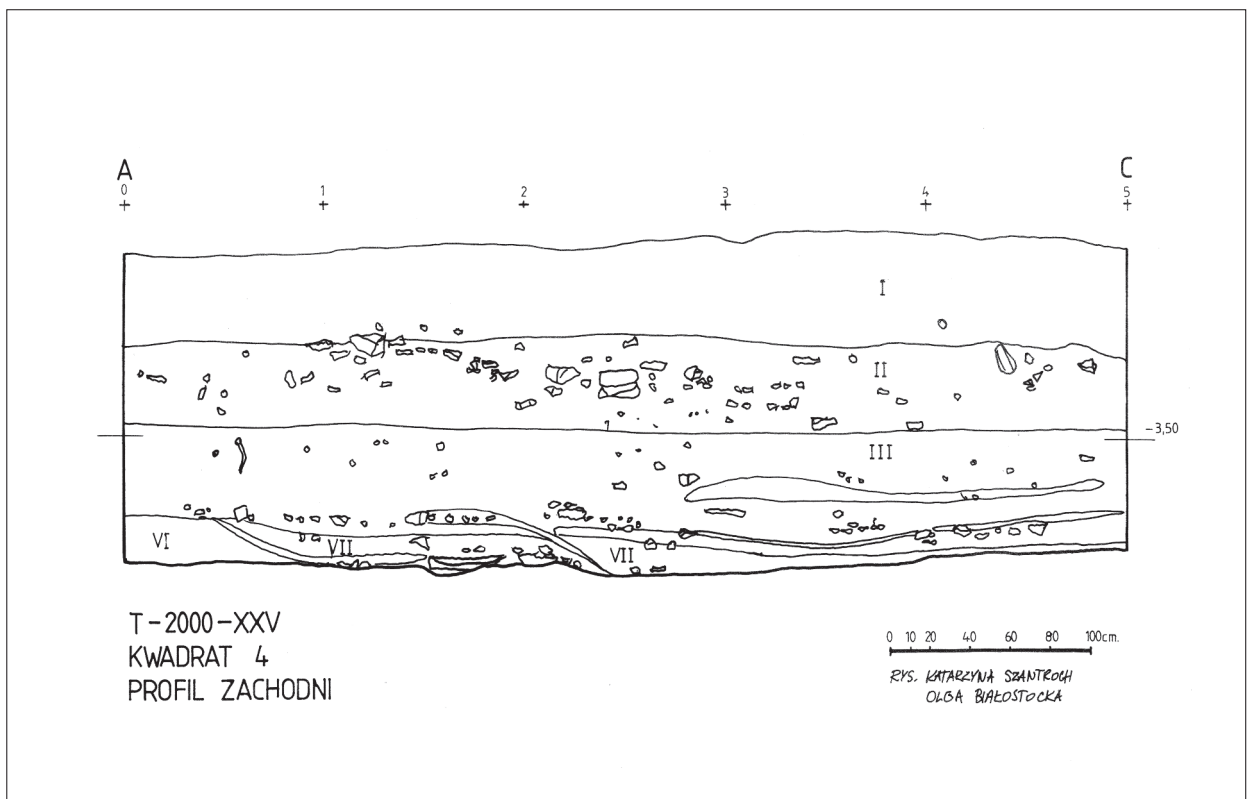 A C
0 1 2 3 4 5
I
II
-3,50
III
VI VII VII
T-2000-XXV
KWADRAT 4
PROFIL ZACHODNI
0 10 20 40 60 80 100cm.
RYS. KATARZYNA SZANTROCH
OLGA BIAŁOSTOCKA